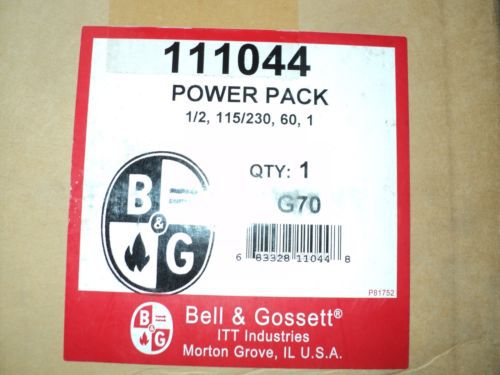 111044
POWER PACK
1/2, 115/230, 60, 1
QTY: 1
G70
B & G
6 83328 11044 8
P81752
B & G
Bell & Gossett®
ITT Industries
Morton Grove, IL U.S.A.